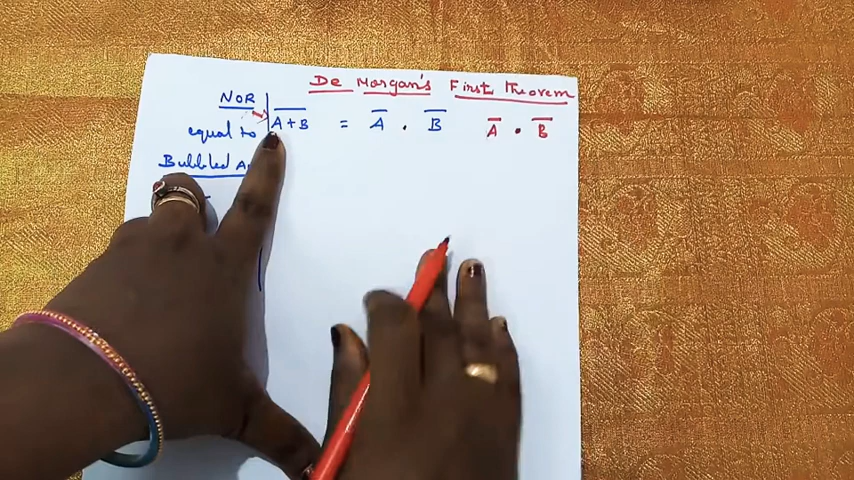 De Morgan's First Theorem
NOR
A̅+̅B̅ = A̅ . B̅ A̅ . B̅
equal to
Bubbled